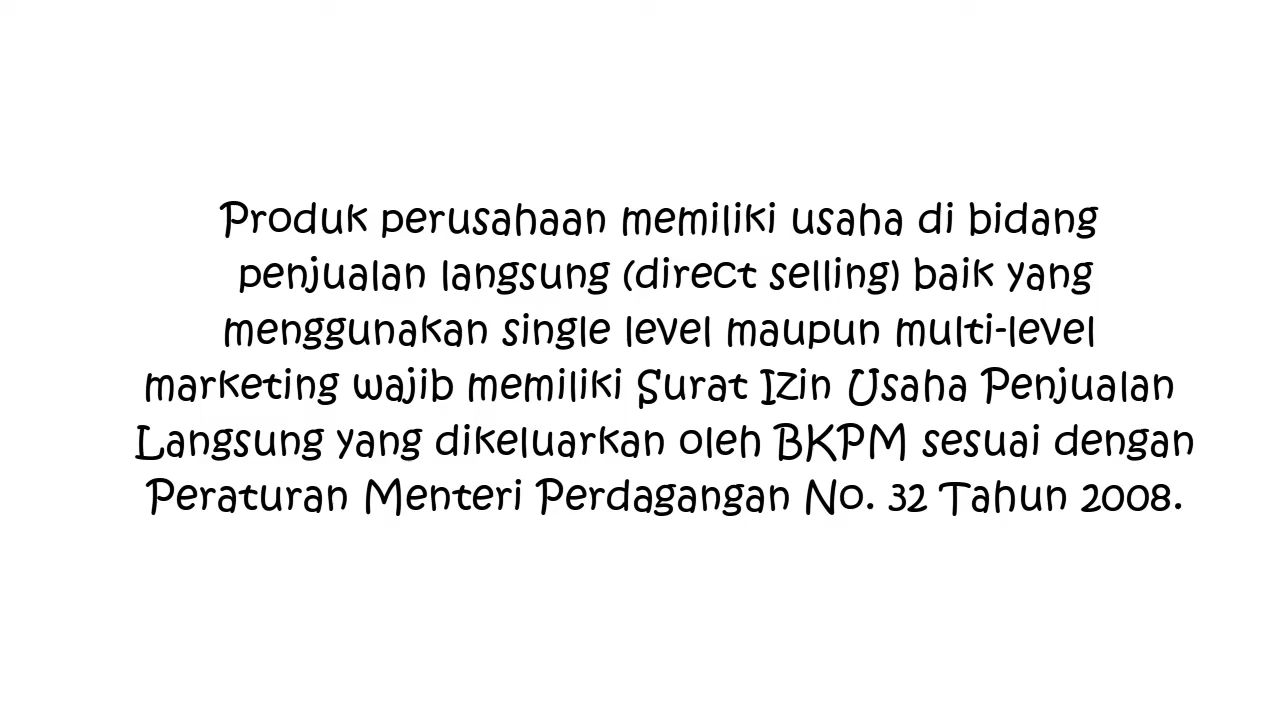 Produk perusahaan memiliki usaha di bidang
penjualan langsung (direct selling) baik yang
menggunakan single level maupun multi-level
marketing wajib memiliki Surat Izin Usaha Penjualan
Langsung yang dikeluarkan oleh BKPM sesuai dengan
Peraturan Menteri Perdagangan No. 32 Tahun 2008.